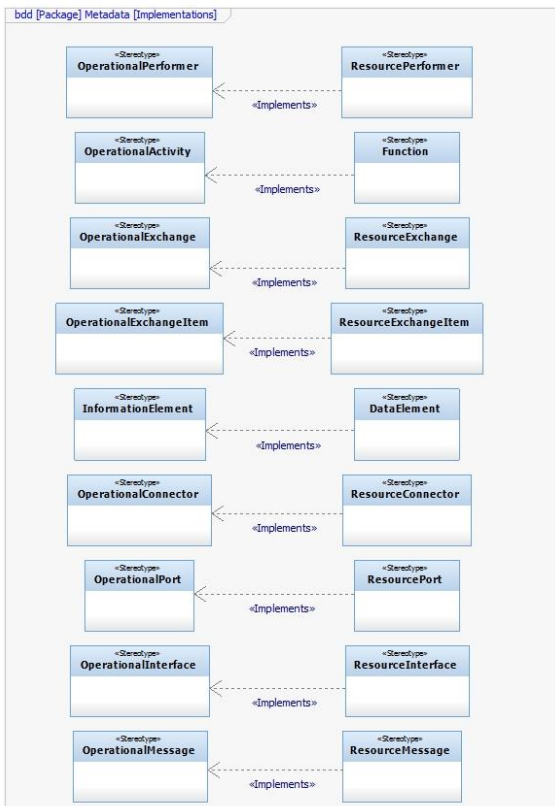 bdd [Package] Metadata [Implementations]
«Stereotype» «Stereotype»
OperationalPerformer ResourcePerformer
«Implements»
«Stereotype» «Stereotype»
OperationalActivity Function
«Implements»
«Stereotype» «Stereotype»
OperationalExchange ResourceExchange
«Implements»
«Stereotype» «Stereotype»
OperationalExchangeItem ResourceExchangeItem
«Implements»
«Stereotype» «Stereotype»
InformationElement DataElement
«Implements»
«Stereotype» «Stereotype»
OperationalConnector ResourceConnector
«Implements»
«Stereotype» «Stereotype»
OperationalPort ResourcePort
«Implements»
«Stereotype» «Stereotype»
OperationalInterface ResourceInterface
«Implements»
«Stereotype» «Stereotype»
OperationalMessage ResourceMessage
«Implements»